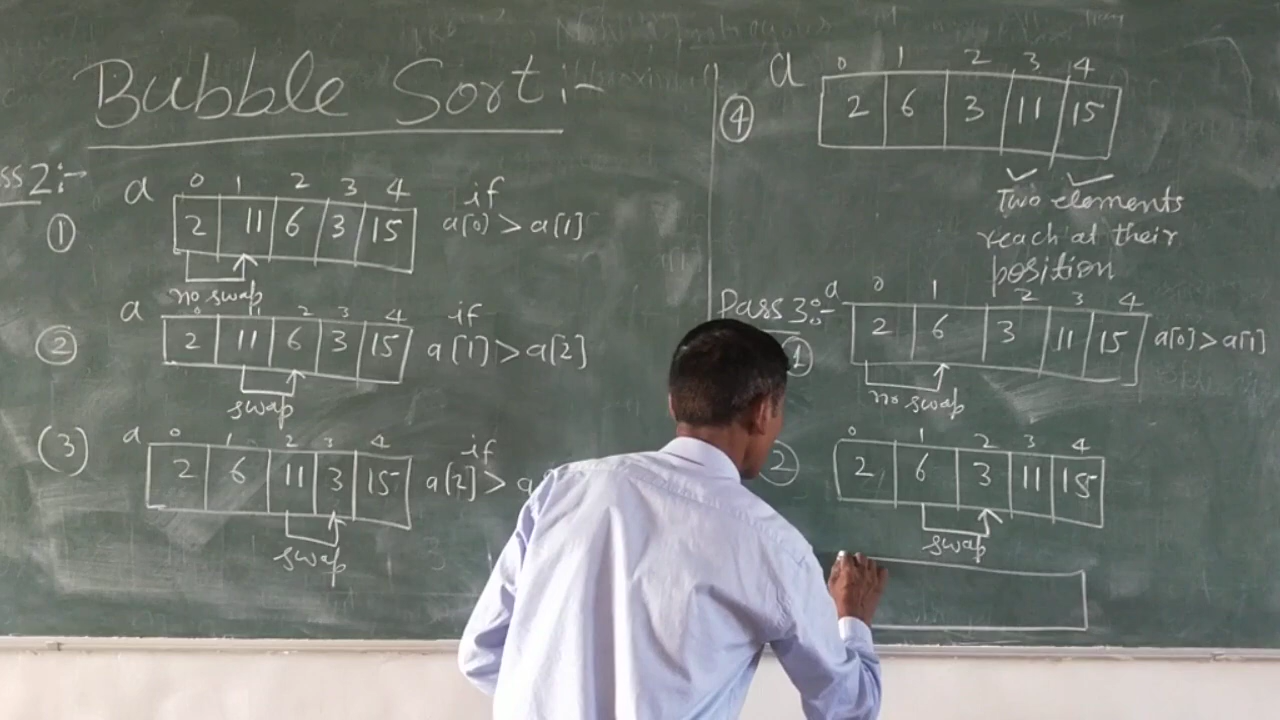 Bubble Sort :-
ss 2 :-
a 0 1 2 3 4
① 2 11 6 3 15
if
a[0] > a[1]
no swap
a 0 1 2 3 4
② 2 11 6 3 15
if
a[1] > a[2]
swap
(3) a 0 1 2 3 4
2 6 11 3 15
if
a[2] > a
swap
a 0 1 2 3 4
④ 2 6 3 11 15
Two elements
reach at their
position
Pass 3 :- a 0 1 2 3 4
① 2 6 3 11 15 a[0] > a[1]
no swap
0 1 2 3 4
② 2 6 3 11 15
swap